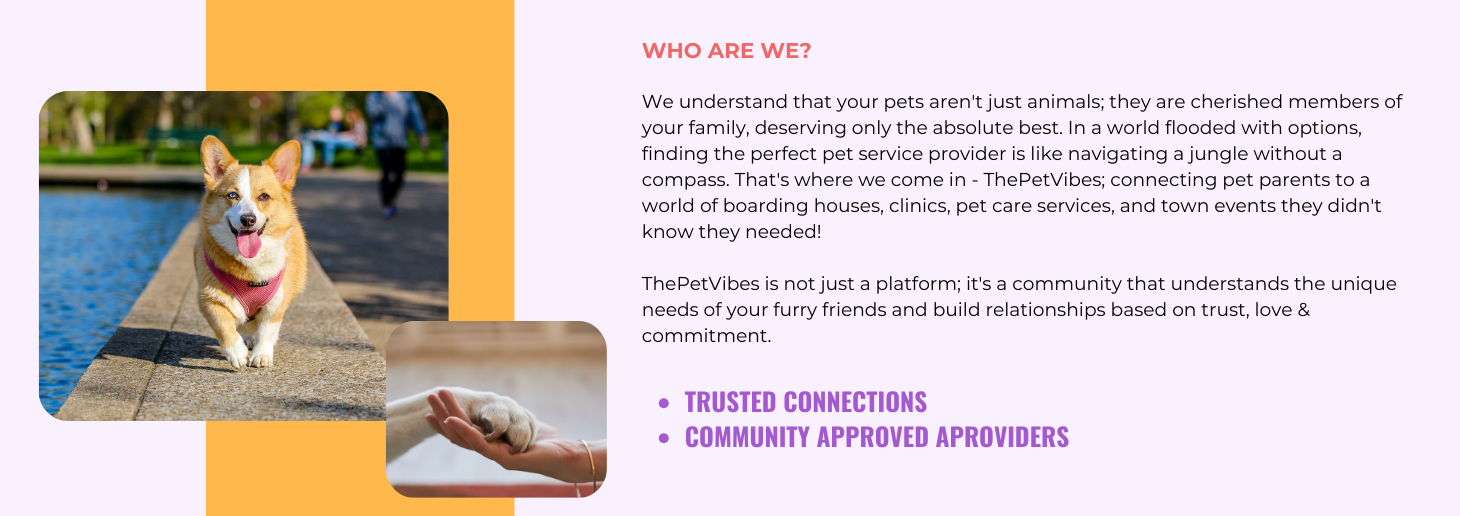 WHO ARE WE?
We understand that your pets aren't just animals; they are cherished members of
your family, deserving only the absolute best. In a world flooded with options,
finding the perfect pet service provider is like navigating a jungle without a
compass. That's where we come in - ThePetVibes; connecting pet parents to a
world of boarding houses, clinics, pet care services, and town events they didn't
know they needed!
ThePetVibes is not just a platform; it's a community that understands the unique
needs of your furry friends and build relationships based on trust, love &
commitment.
• TRUSTED CONNECTIONS
• COMMUNITY APPROVED APROVIDERS